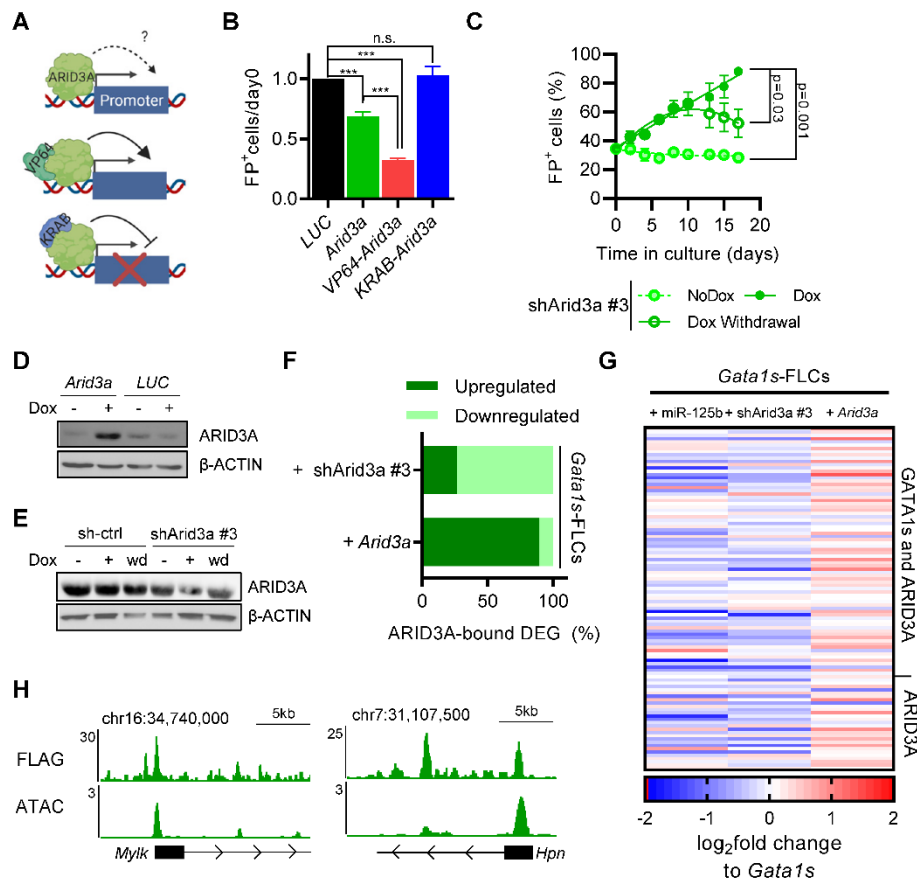 A
?
ARID3A
Promoter
VP64
KRAB
B
n.s.
***
***
***
FP+cells/day0
1.0
0.5
0.0
LUC
Arid3a
VP64-Arid3a
KRAB-Arid3a
C
FP+ cells (%)
100
80
60
40
20
0
0 5 10 15 20
Time in culture (days)
p=0.03
p=0.001
shArid3a #3
NoDox
Dox
Dox Withdrawal
D
Arid3a LUC
Dox - + - +
ARID3A
β-ACTIN
E
sh-ctrl shArid3a #3
Dox - + wd - + wd
ARID3A
β-ACTIN
F
Upregulated
Downregulated
+ shArid3a #3
+ Arid3a
Gata1s-FLCs
0 50 100
ARID3A-bound DEG (%)
G
Gata1s-FLCs
+ miR-125b + shArid3a #3 + Arid3a
GATA1s and ARID3A
ARID3A
-2 -1 0 1 2
log2fold change
to Gata1s
H
chr16:34,740,000 5kb
chr7:31,107,500 5kb
FLAG
30
25
ATAC
3
3
Mylk
Hpn